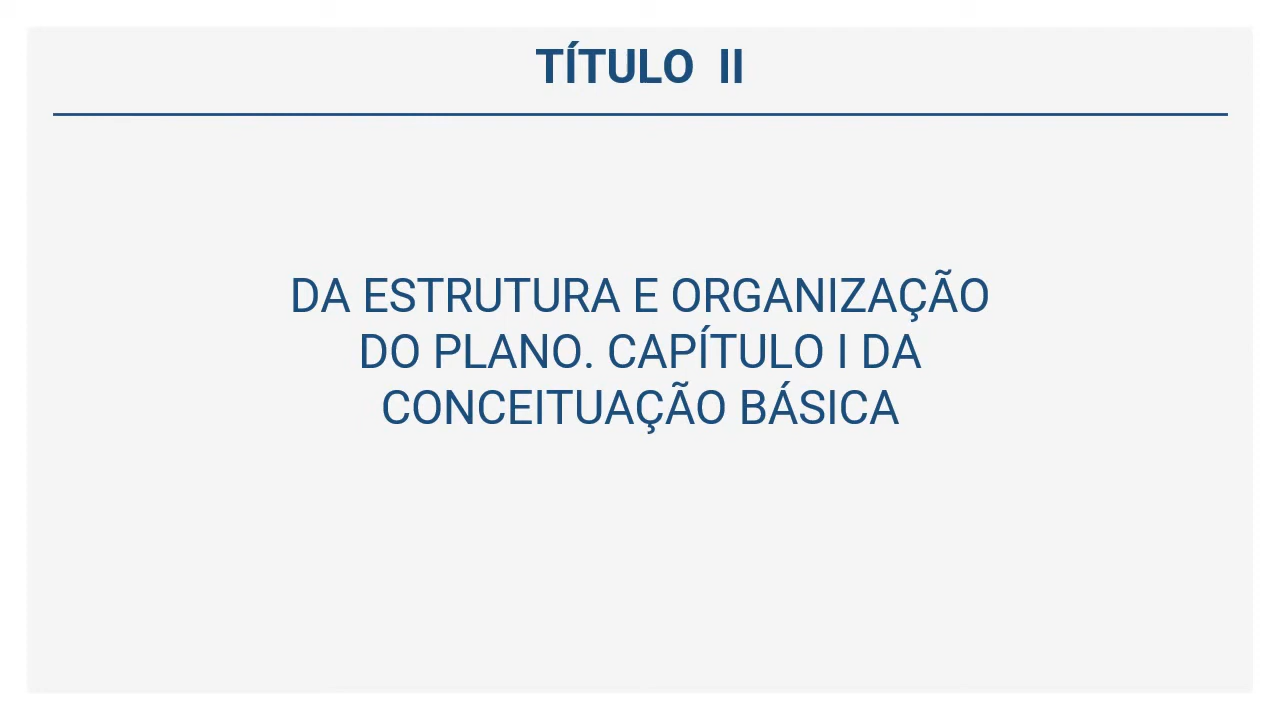 TÍTULO II
DA ESTRUTURA E ORGANIZAÇÃO
DO PLANO. CAPÍTULO I DA
CONCEITUAÇÃO BÁSICA